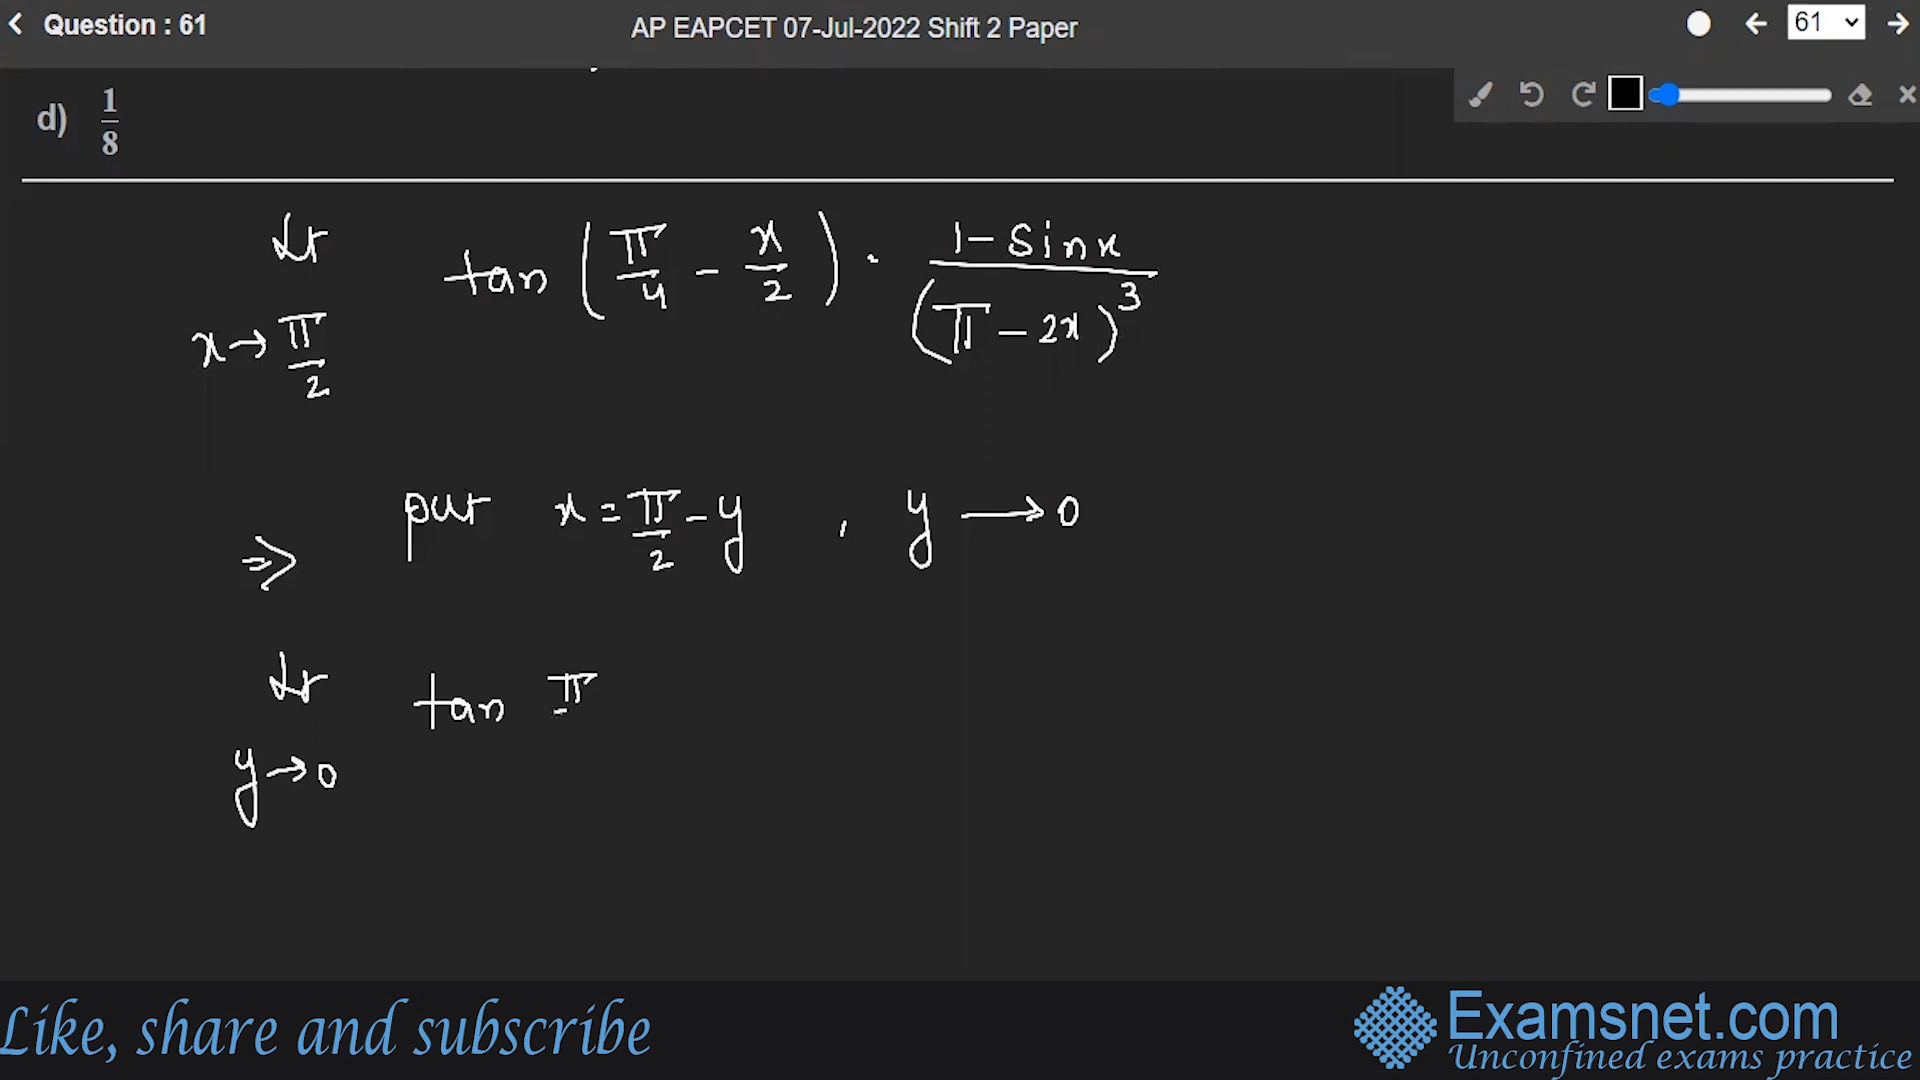 Question : 61
AP EAPCET 07-Jul-2022 Shift 2 Paper
61
d) 1/8
Lt x→π/2 tan(π/4 - x/2) · (1 - Sinx)/(π - 2x)^3
⇒ put x = π/2 - y , y → 0
Lt y→0 tan π
Like, share and subscribe
Examsnet.com
Unconfined exams practice